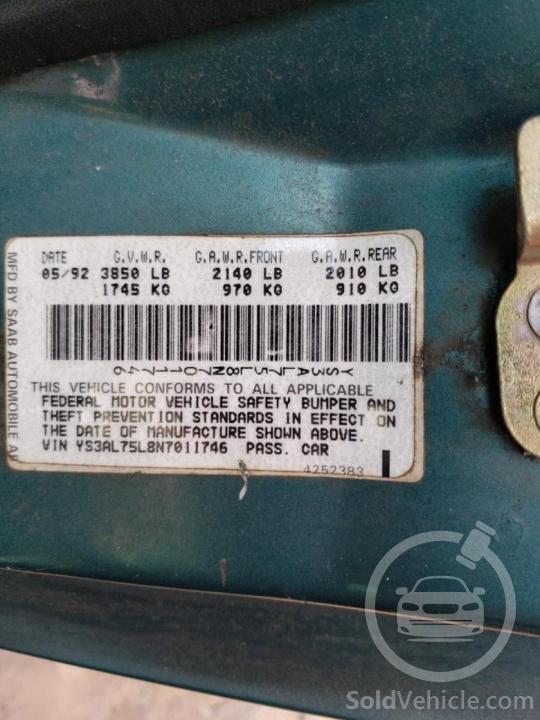 MFD BY SAAB AUTOMOBILE AB
DATE G.V.W.R. G.A.W.R.FRONT G.A.W.R.REAR
05/92 3850 LB 2140 LB 2010 LB
1745 KG 970 KG 910 KG
YS3AL75L8N7011746
THIS VEHICLE CONFORMS TO ALL APPLICABLE
FEDERAL MOTOR VEHICLE SAFETY BUMPER AND
THEFT PREVENTION STANDARDS IN EFFECT ON
THE DATE OF MANUFACTURE SHOWN ABOVE.
VIN YS3AL75L8N7011746 PASS. CAR
4252383
SoldVehicle.com